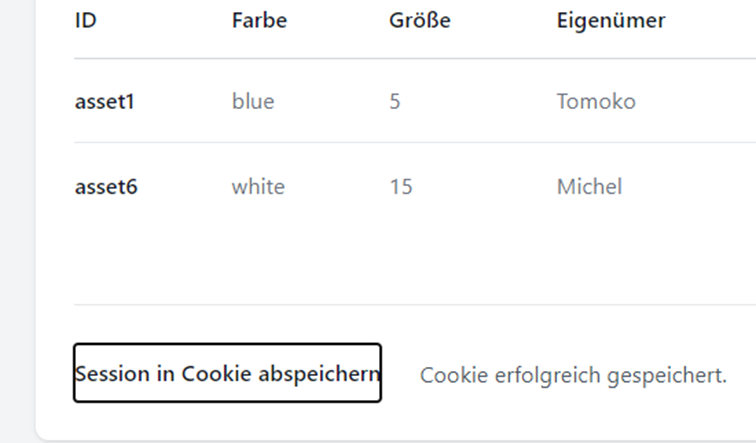 ID Farbe Größe Eigenümer
asset1 blue 5 Tomoko
asset6 white 15 Michel
Session in Cookie abspeichern Cookie erfolgreich gespeichert.